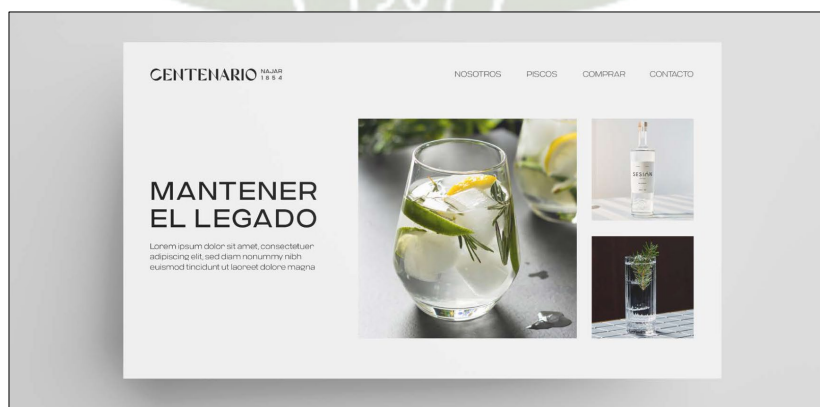 CENTENARIO NAJAR 1854
NOSOTROS PISCOS COMPRAR CONTACTO
MANTENER
EL LEGADO
Lorem ipsum dolor sit amet, consectetuer
adipiscing elit, sed diam nonummy nibh
euismod tincidunt ut laoreet dolore magna
SESIÓN